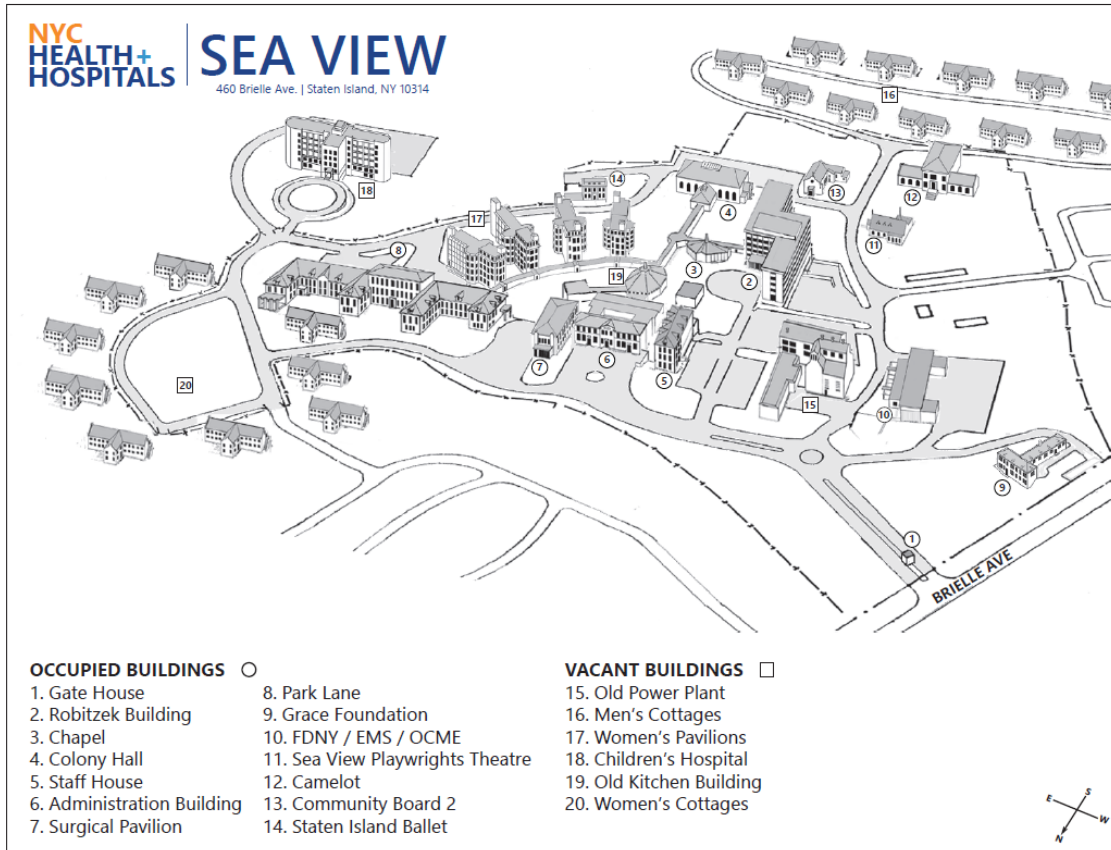 NYC
HEALTH+
HOSPITALS
SEA VIEW
460 Brielle Ave. | Staten Island, NY 10314
16
14
13
18
12
4
17
11
8
3
19
2
7
6
5
20
15
10
9
1
BRIELLE AVE
OCCUPIED BUILDINGS
1. Gate House
2. Robitzek Building
3. Chapel
4. Colony Hall
5. Staff House
6. Administration Building
7. Surgical Pavilion
8. Park Lane
9. Grace Foundation
10. FDNY / EMS / OCME
11. Sea View Playwrights Theatre
12. Camelot
13. Community Board 2
14. Staten Island Ballet
VACANT BUILDINGS
15. Old Power Plant
16. Men's Cottages
17. Women's Pavilions
18. Children's Hospital
19. Old Kitchen Building
20. Women's Cottages
S
E
W
N